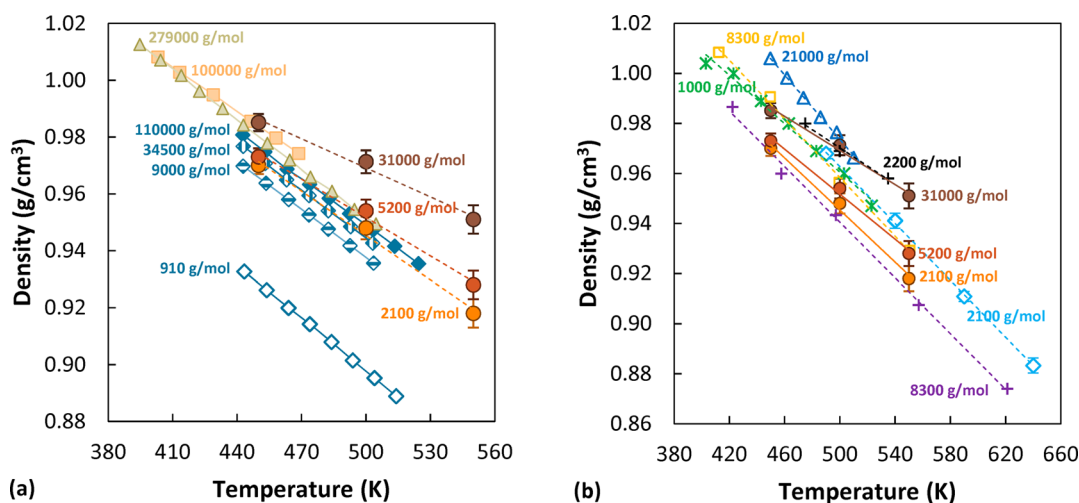 1.02
1.00
0.98
0.96
0.94
0.92
0.90
0.88
Density (g/cm³)
380
410
440
470
500
530
560
Temperature (K)
(a)
279000 g/mol
100000 g/mol
110000 g/mol
34500 g/mol
9000 g/mol
31000 g/mol
5200 g/mol
910 g/mol
2100 g/mol
1.02
1.00
0.98
0.96
0.94
0.92
0.90
0.88
0.86
Density (g/cm³)
380
420
460
500
540
580
620
660
Temperature (K)
(b)
8300 g/mol
21000 g/mol
1000 g/mol
2200 g/mol
31000 g/mol
5200 g/mol
2100 g/mol
2100 g/mol
8300 g/mol